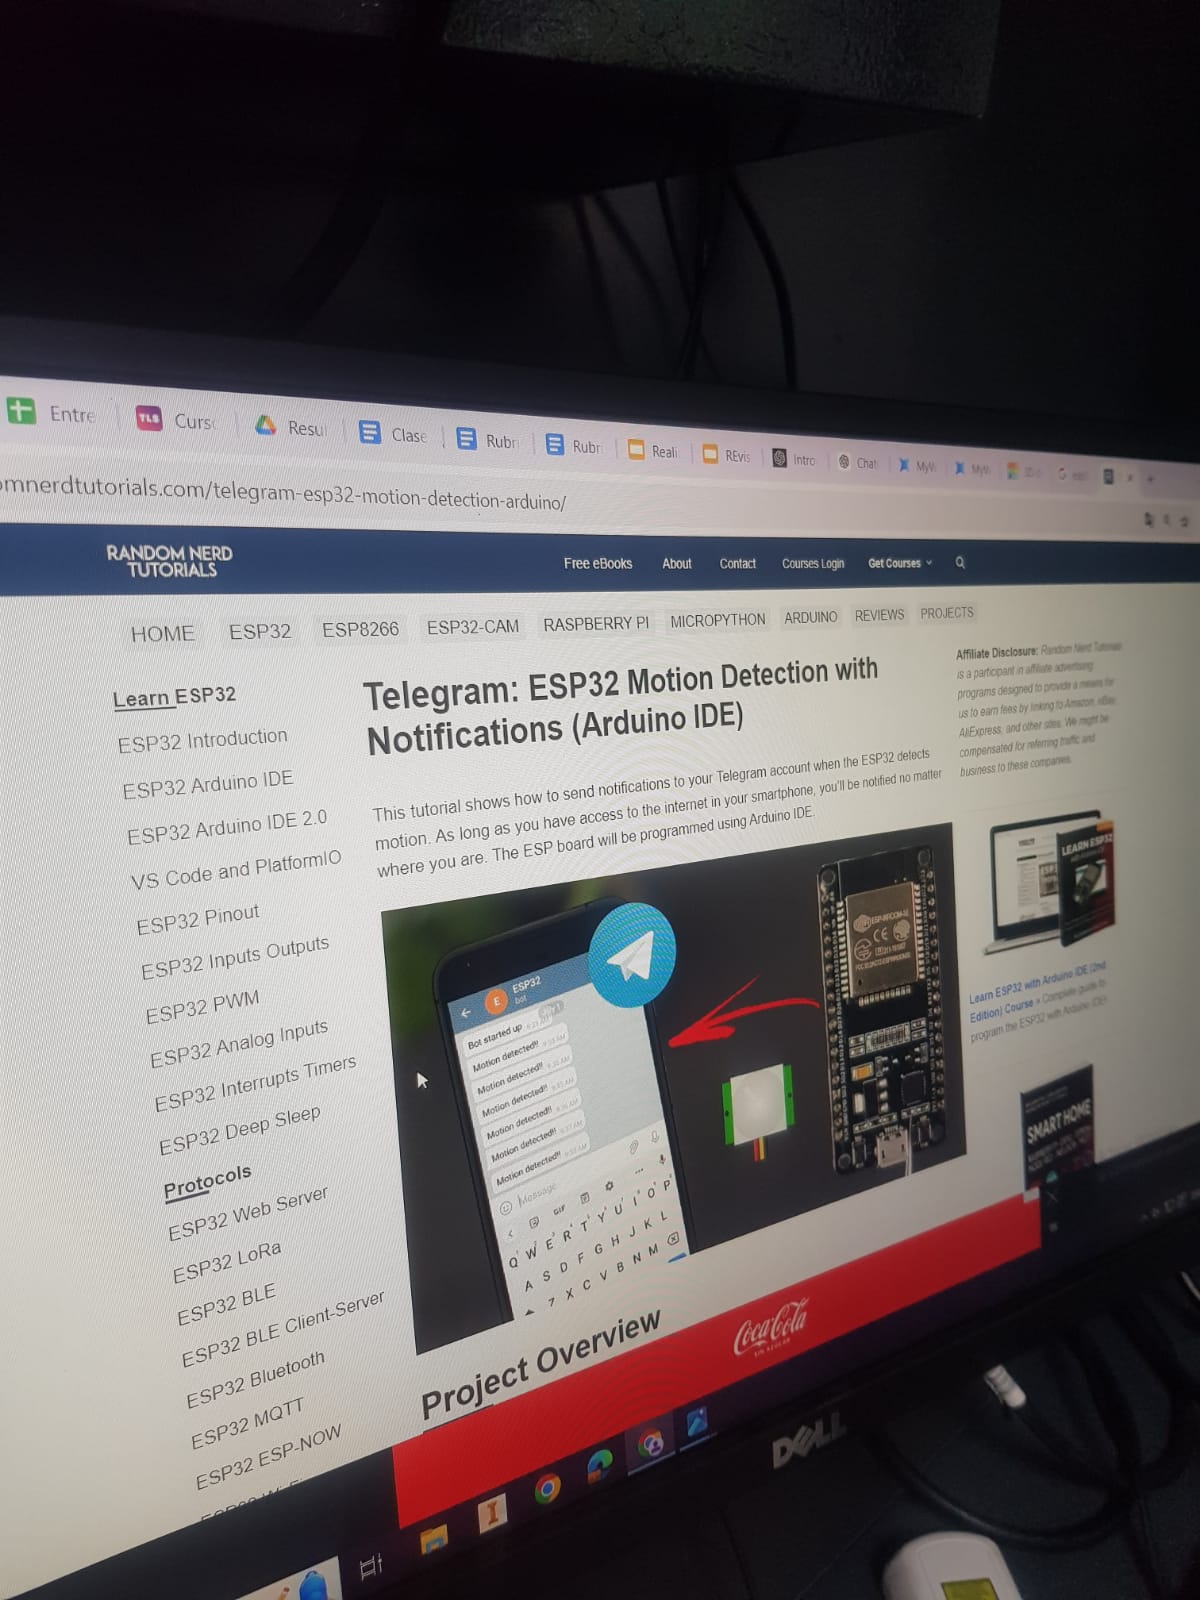 Entre
Curso
Resul
Clase
Rubri
Rubri
Reali
REvis
Intro
Chat
MyW
MyW
omnerdtutorials.com/telegram-esp32-motion-detection-arduino/
RANDOM NERD
TUTORIALS
Free eBooks
About
Contact
Courses Login
Get Courses
HOME
ESP32
ESP8266
ESP32-CAM
RASPBERRY PI
MICROPYTHON
ARDUINO
REVIEWS
PROJECTS
Learn ESP32
ESP32 Introduction
ESP32 Arduino IDE
ESP32 Arduino IDE 2.0
VS Code and PlatformIO
ESP32 Pinout
ESP32 Inputs Outputs
ESP32 PWM
ESP32 Analog Inputs
ESP32 Interrupts Timers
ESP32 Deep Sleep
Protocols
ESP32 Web Server
ESP32 LoRa
ESP32 BLE
ESP32 BLE Client-Server
ESP32 Bluetooth
ESP32 MQTT
ESP32 ESP-NOW
Telegram: ESP32 Motion Detection with
Notifications (Arduino IDE)
This tutorial shows how to send notifications to your Telegram account when the ESP32 detects
motion. As long as you have access to the internet in your smartphone, you'll be notified no matter
where you are. The ESP board will be programmed using Arduino IDE.
E
ESP32
bot
Bot started up
Motion detected!!
Motion detected!!
Motion detected!!
Motion detected!!
Motion detected!!
Motion detected!!
Message
GIF
Q W E R T Y U I O P
A S D F G H J K L
Z X C V B N M
Project Overview
Coca-Cola
SIN AZÚCAR
Affiliate Disclosure: Random Nerd Tutorials
is a participant in affiliate advertising
programs designed to provide a means for
us to earn fees by linking to Amazon, eBay,
AliExpress, and other sites. We might be
compensated for referring traffic and
business to these companies.
LEARN ESP32
Learn ESP32 with Arduino IDE (2nd
Edition) Course » Complete guide to
program the ESP32 with Arduino IDE!
SMART HOME
DELL